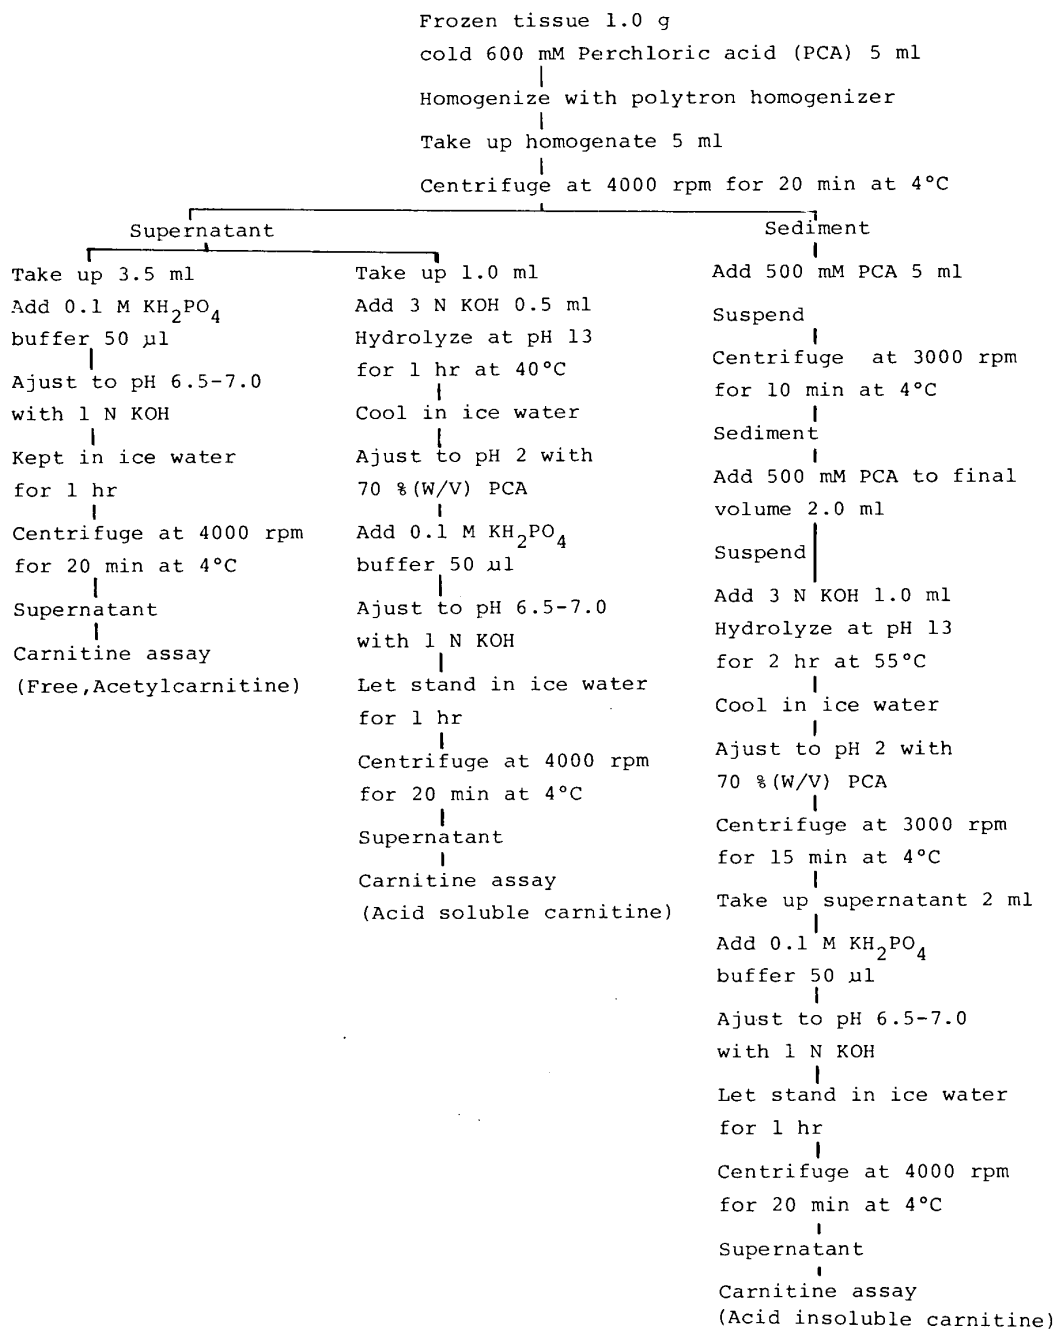 Frozen tissue 1.0 g
cold 600 mM Perchloric acid (PCA) 5 ml
Homogenize with polytron homogenizer
Take up homogenate 5 ml
Centrifuge at 4000 rpm for 20 min at 4°C
Supernatant
Take up 3.5 ml
Add 0.1 M KH2PO4
buffer 50 µl
Ajust to pH 6.5-7.0
with 1 N KOH
Kept in ice water
for 1 hr
Centrifuge at 4000 rpm
for 20 min at 4°C
Supernatant
Carnitine assay
(Free,Acetylcarnitine)
Take up 1.0 ml
Add 3 N KOH 0.5 ml
Hydrolyze at pH 13
for 1 hr at 40°C
Cool in ice water
Ajust to pH 2 with
70 %(W/V) PCA
Add 0.1 M KH2PO4
buffer 50 µl
Ajust to pH 6.5-7.0
with 1 N KOH
Let stand in ice water
for 1 hr
Centrifuge at 4000 rpm
for 20 min at 4°C
Supernatant
Carnitine assay
(Acid soluble carnitine)
Sediment
Add 500 mM PCA 5 ml
Suspend
Centrifuge at 3000 rpm
for 10 min at 4°C
Sediment
Add 500 mM PCA to final
volume 2.0 ml
Suspend
Add 3 N KOH 1.0 ml
Hydrolyze at pH 13
for 2 hr at 55°C
Cool in ice water
Ajust to pH 2 with
70 %(W/V) PCA
Centrifuge at 3000 rpm
for 15 min at 4°C
Take up supernatant 2 ml
Add 0.1 M KH2PO4
buffer 50 µl
Ajust to pH 6.5-7.0
with 1 N KOH
Let stand in ice water
for 1 hr
Centrifuge at 4000 rpm
for 20 min at 4°C
Supernatant
Carnitine assay
(Acid insoluble carnitine)